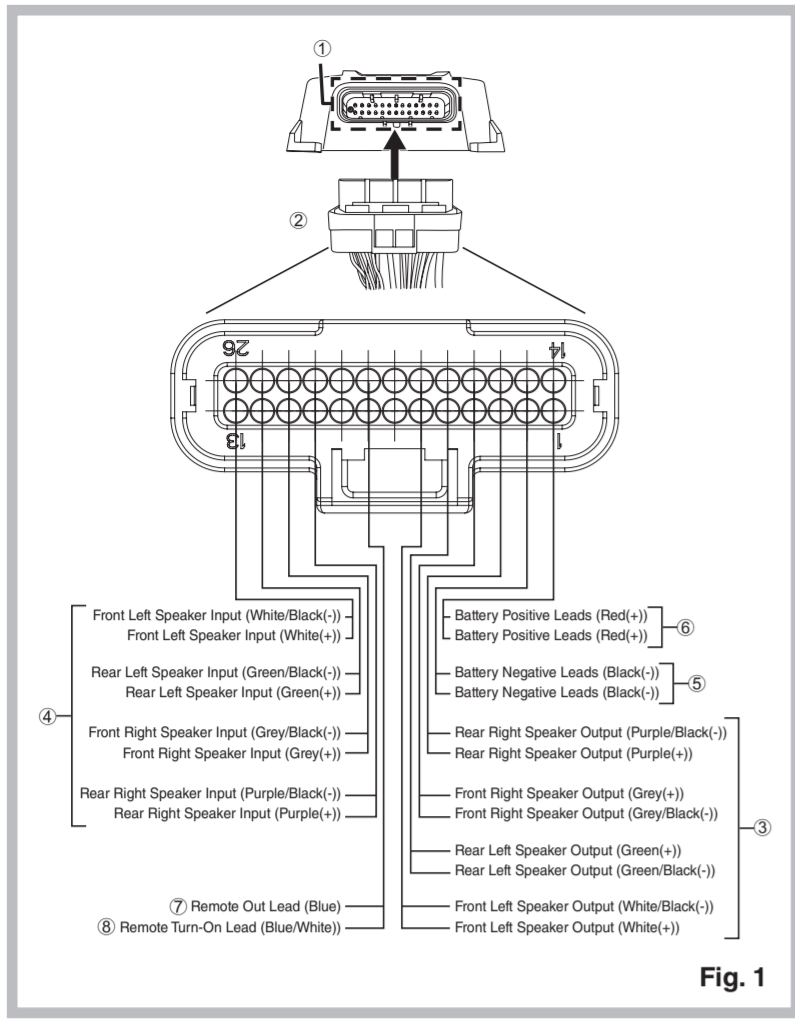 ①
②
26
14
13
1
Front Left Speaker Input (White/Black(-))
Front Left Speaker Input (White(+))
Rear Left Speaker Input (Green/Black(-))
Rear Left Speaker Input (Green(+))
④
Front Right Speaker Input (Grey/Black(-))
Front Right Speaker Input (Grey(+))
Rear Right Speaker Input (Purple/Black(-))
Rear Right Speaker Input (Purple(+))
⑦ Remote Out Lead (Blue)
⑧ Remote Turn-On Lead (Blue/White))
Battery Positive Leads (Red(+))
Battery Positive Leads (Red(+))
⑥
Battery Negative Leads (Black(-))
Battery Negative Leads (Black(-))
⑤
Rear Right Speaker Output (Purple/Black(-))
Rear Right Speaker Output (Purple(+))
Front Right Speaker Output (Grey(+))
Front Right Speaker Output (Grey/Black(-))
③
Rear Left Speaker Output (Green(+))
Rear Left Speaker Output (Green/Black(-))
Front Left Speaker Output (White/Black(-))
Front Left Speaker Output (White(+))
Fig. 1